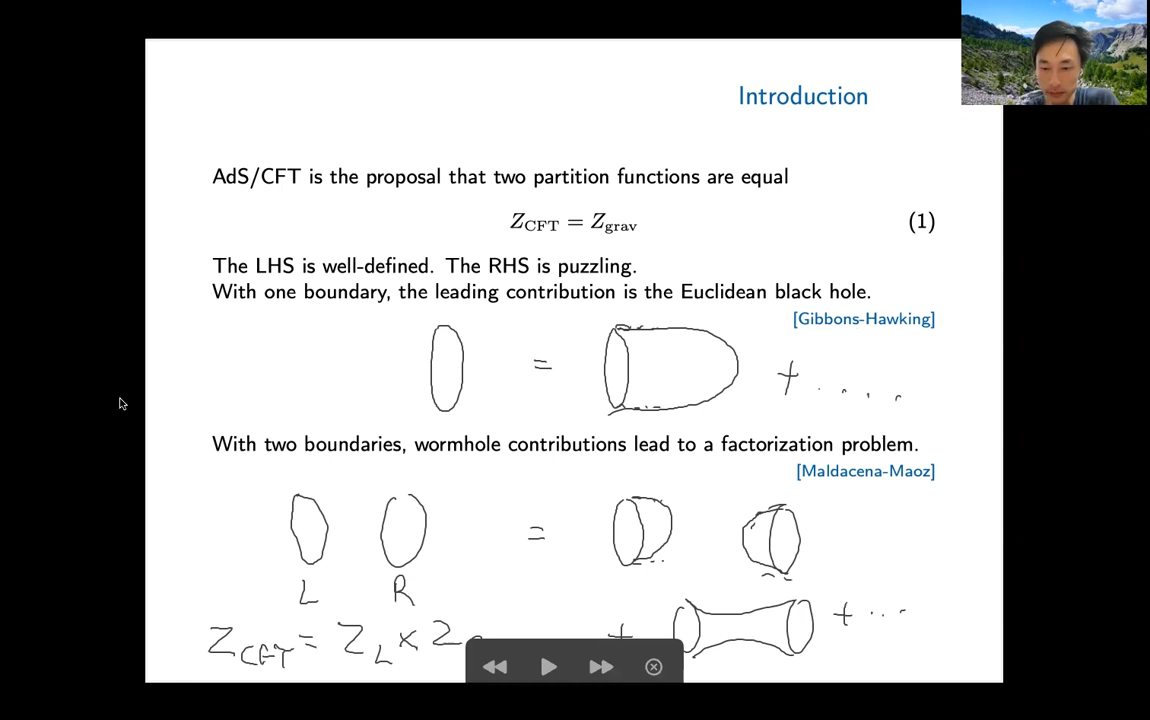 Introduction
AdS/CFT is the proposal that two partition functions are equal
Z_CFT = Z_grav (1)
The LHS is well-defined. The RHS is puzzling.
With one boundary, the leading contribution is the Euclidean black hole.
[Gibbons-Hawking]
= + ....
With two boundaries, wormhole contributions lead to a factorization problem.
[Maldacena-Maoz]
=
L R
+ ...
Z_CFT = Z_L × Z +